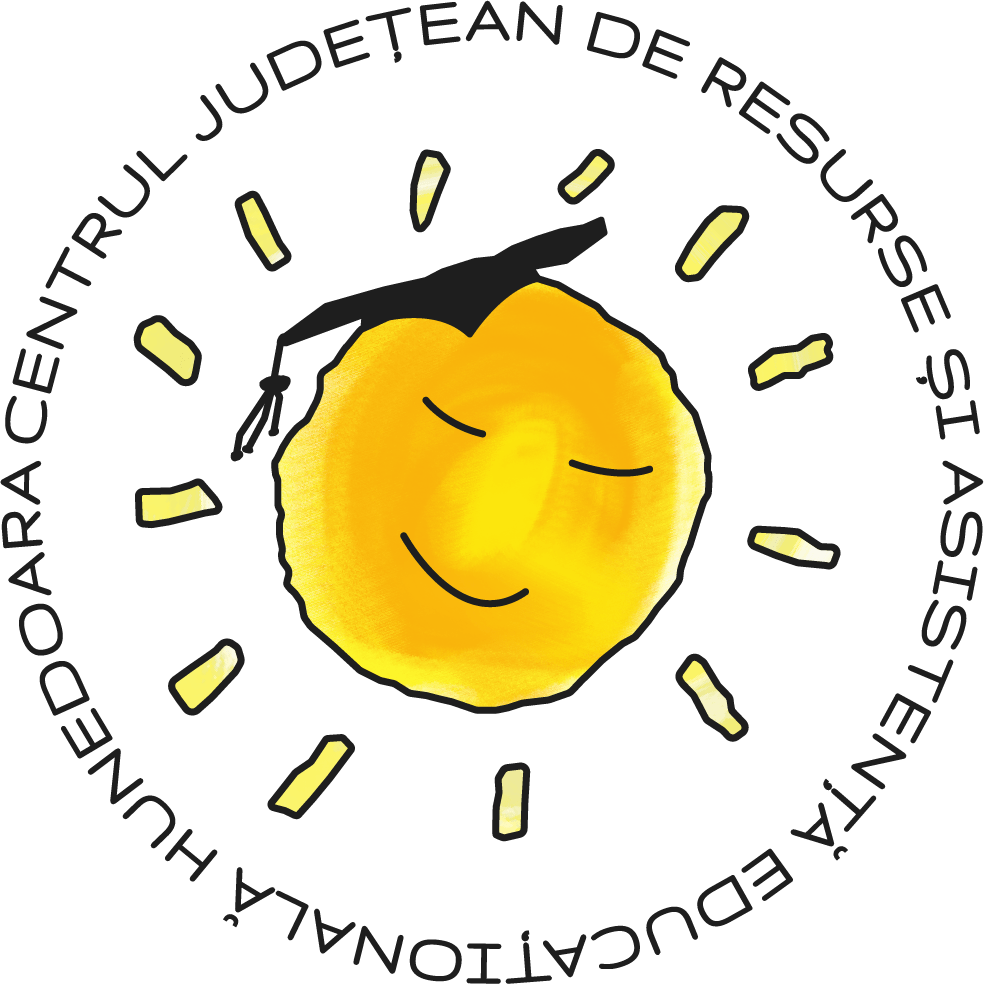 CENTRUL JUDEȚEAN DE RESURSE ȘI ASISTENȚĂ EDUCAȚIONALĂ HUNEDOARA